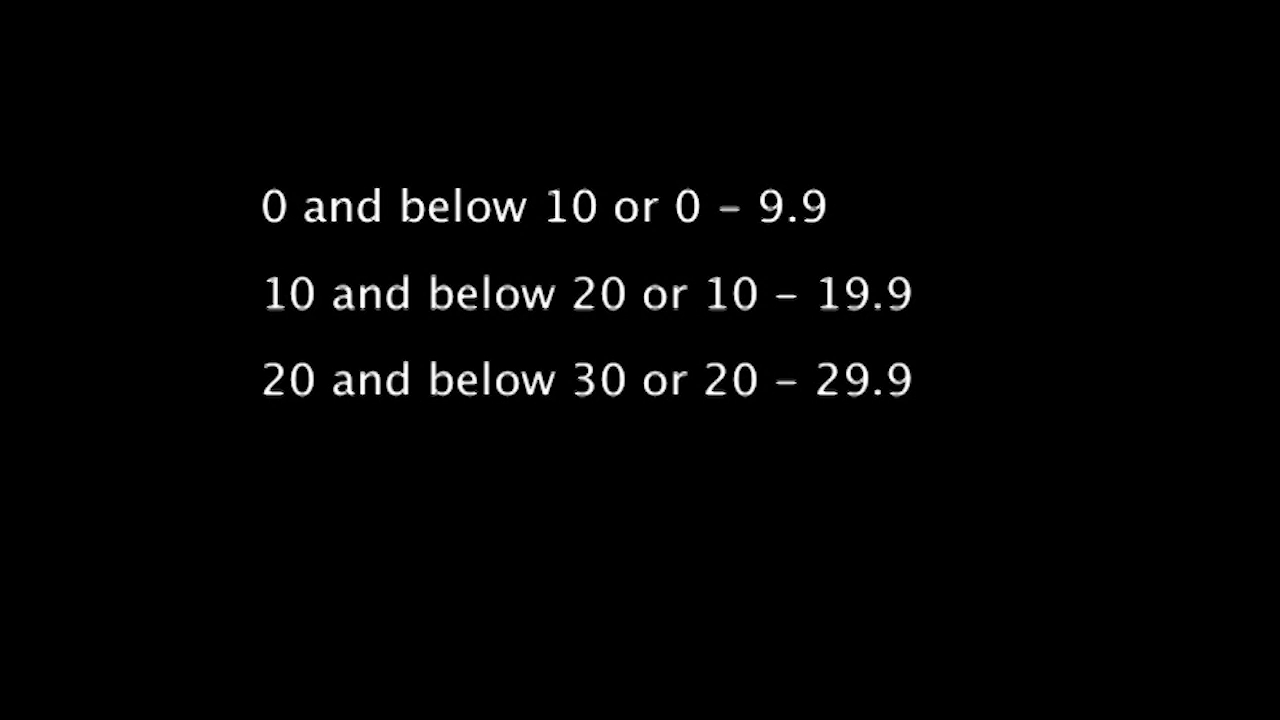 0 and below 10 or 0 – 9.9
10 and below 20 or 10 – 19.9
20 and below 30 or 20 – 29.9